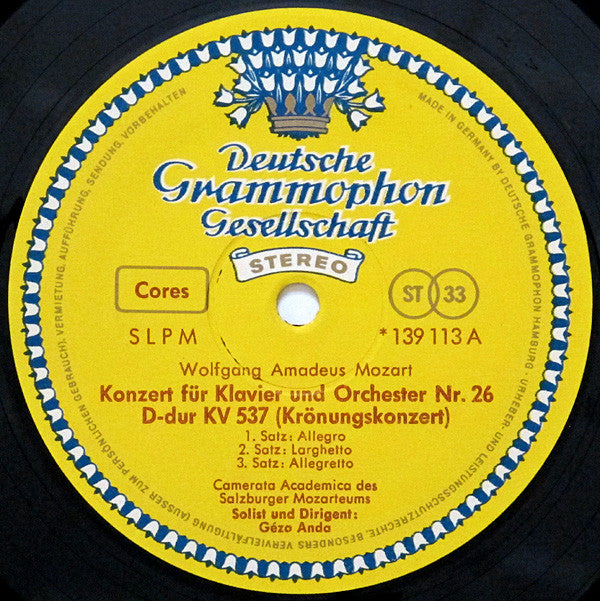 Deutsche
Grammophon
Gesellschaft
STEREO
Cores
ST 33
SLPM
*139 113 A
Wolfgang Amadeus Mozart
Konzert für Klavier und Orchester Nr. 26
D-dur KV 537 (Krönungskonzert)
1. Satz: Allegro
2. Satz: Larghetto
3. Satz: Allegretto
Camerata Academica des
Salzburger Mozarteums
Solist und Dirigent:
Géza Anda
MADE IN GERMANY BY DEUTSCHE GRAMMOPHON HAMBURG · URHEBER- UND LEISTUNGSSCHUTZRECHTE, BESONDERS VERVIELFÄLTIGUNG (AUSSER ZUM PERSÖNLICHEN GEBRAUCH), VERMIETUNG, AUFFÜHRUNG, SENDUNG, VORBEHALTEN